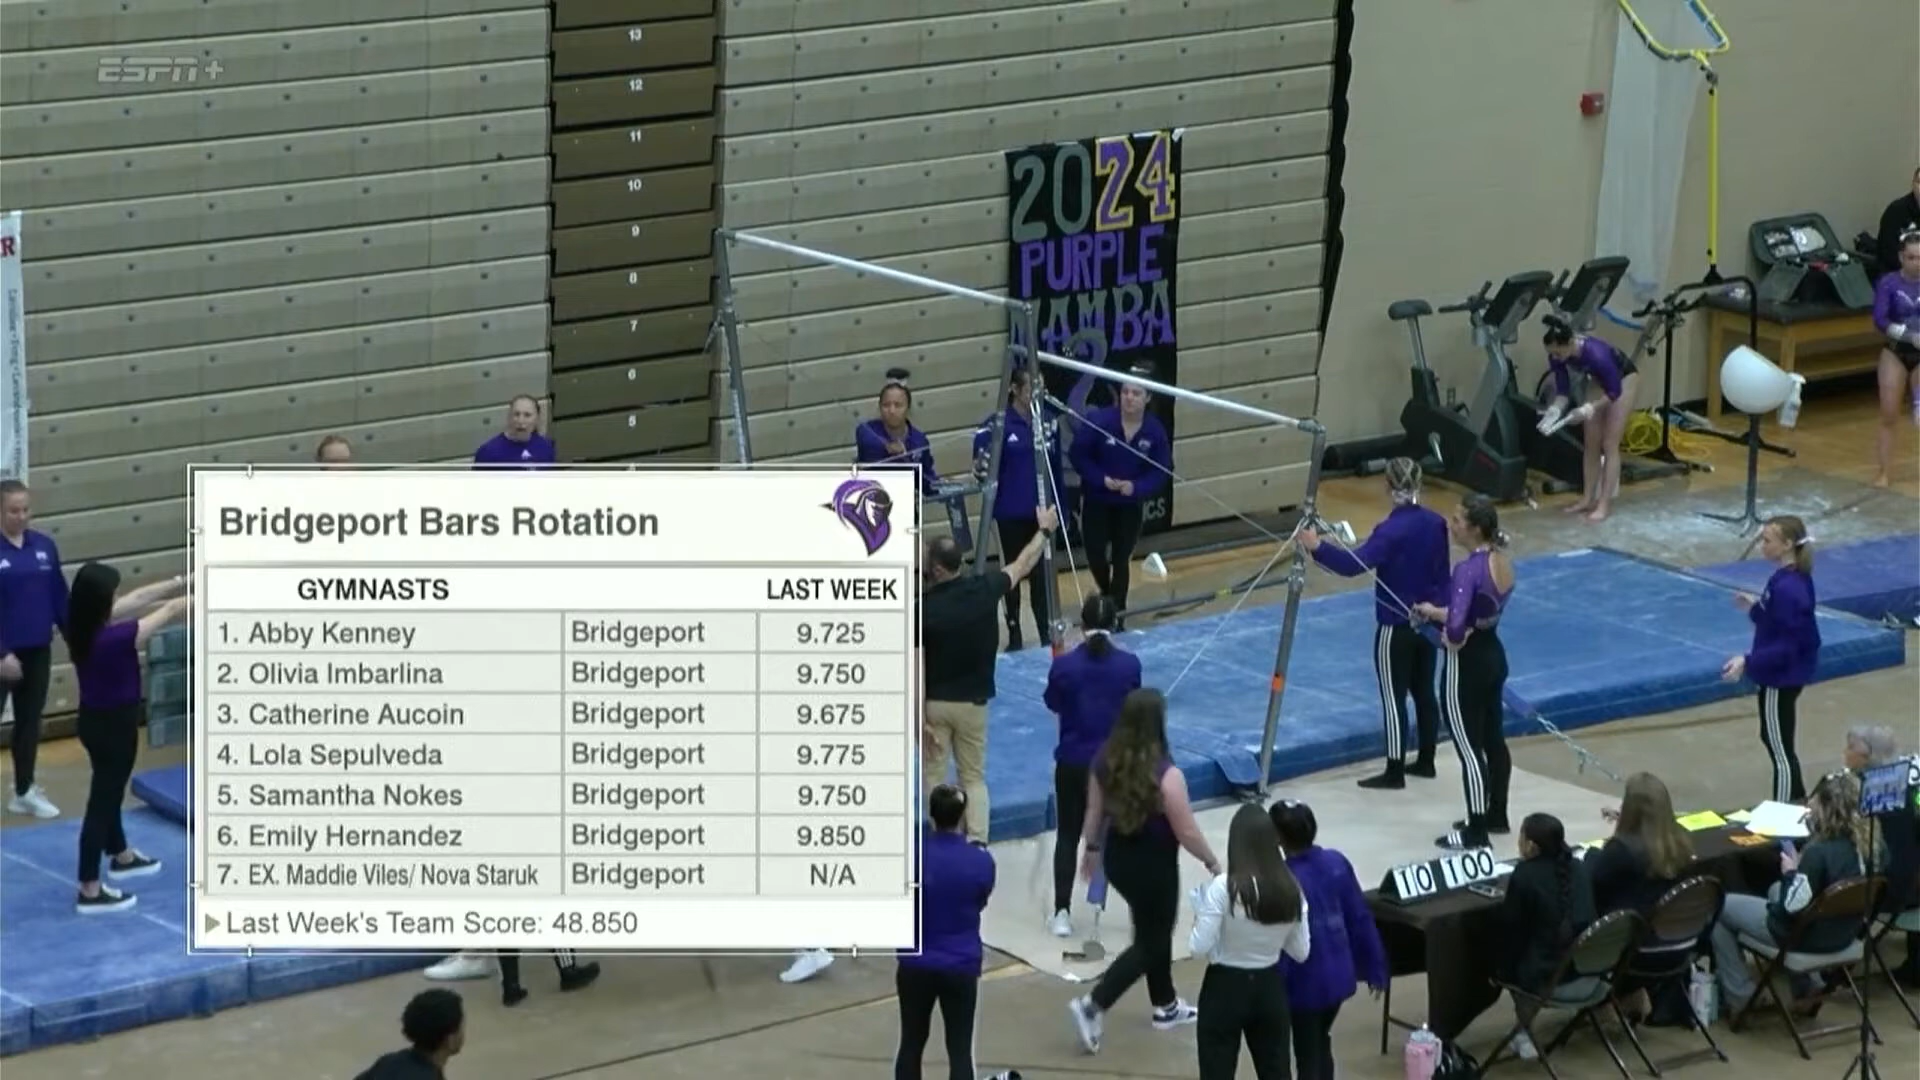 ESPN+
13
12
11
10
9
8
7
6
5
2024
PURPLE
MAMBA
2
ICS
R
Bridgeport Bars Rotation
GYMNASTS LAST WEEK
1. Abby Kenney Bridgeport 9.725
2. Olivia Imbarlina Bridgeport 9.750
3. Catherine Aucoin Bridgeport 9.675
4. Lola Sepulveda Bridgeport 9.775
5. Samantha Nokes Bridgeport 9.750
6. Emily Hernandez Bridgeport 9.850
7. EX. Maddie Viles/ Nova Staruk Bridgeport N/A
Last Week's Team Score: 48.850
10 100